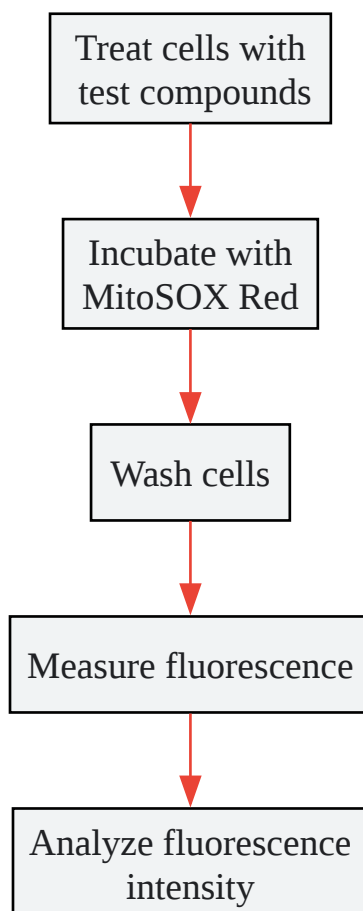 Treat cells with
test compounds
Incubate with
MitoSOX Red
Wash cells
Measure fluorescence
Analyze fluorescence
intensity